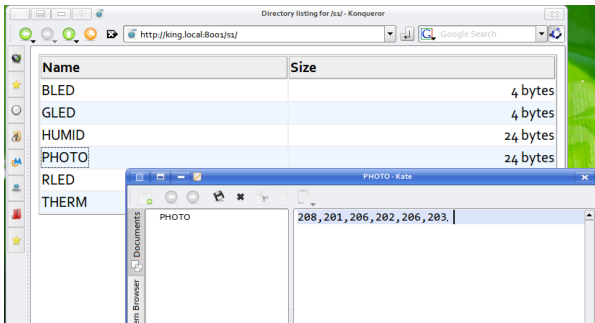 Directory listing for /s1/ - Konqueror
http://king.local:8001/s1/
Google Search
Name Size
BLED 4 bytes
GLED 4 bytes
HUMID 24 bytes
PHOTO 24 bytes
RLED
THERM
PHOTO - Kate
Documents
PHOTO
208,201,206,202,206,203,
em Browser